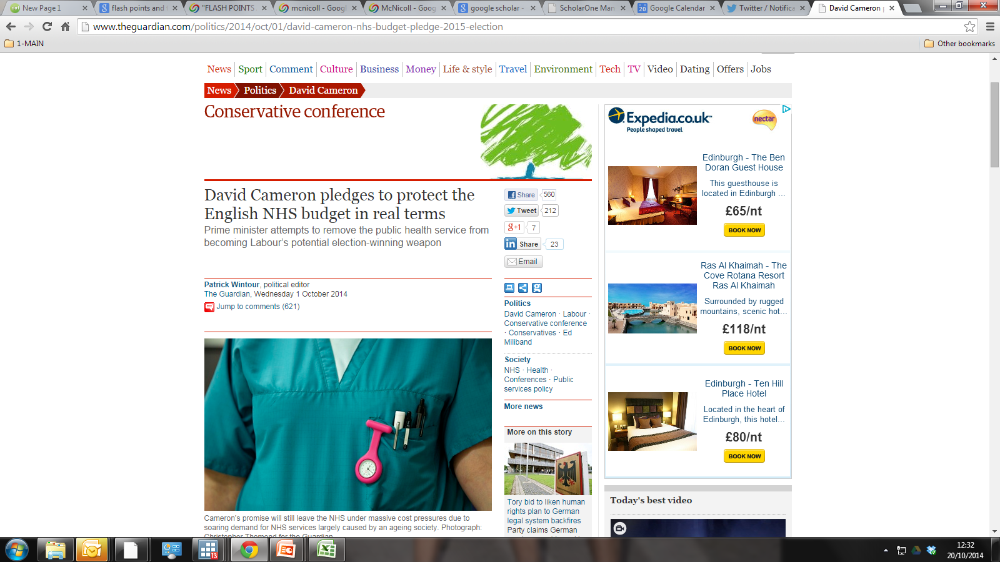 New Page 1
flash points and t
"FLASH POINTS
mcnicoll - Googl
McNicoll - Goog
google scholar -
ScholarOne Man
Google Calendar
Twitter / Notifica
David Cameron p
www.theguardian.com/politics/2014/oct/01/david-cameron-nhs-budget-pledge-2015-election
1-MAIN
Other bookmarks
News Sport Comment Culture Business Money Life & style Travel Environment Tech TV Video Dating Offers Jobs
News Politics David Cameron
Conservative conference
David Cameron pledges to protect the
English NHS budget in real terms
Prime minister attempts to remove the public health service from
becoming Labour's potential election-winning weapon
Patrick Wintour, political editor
The Guardian, Wednesday 1 October 2014
Jump to comments (621)
Cameron's promise will still leave the NHS under massive cost pressures due to
soaring demand for NHS services largely caused by an ageing society. Photograph:
Christopher Thomond for the Guardian
Share 560
Tweet 212
g+1 7
in Share 23
Email
Politics
David Cameron · Labour ·
Conservative conference
· Conservatives · Ed
Miliband
Society
NHS · Health ·
Conferences · Public
services policy
More news
More on this story
Tory bid to liken human
rights plan to German
legal system backfires
Party claims German
Expedia.co.uk™
People shaped travel
nectar
Edinburgh - The Ben
Doran Guest House
This guesthouse is
located in Edinburgh ...
£65/nt
BOOK NOW
Ras Al Khaimah - The
Cove Rotana Resort
Ras Al Khaimah
Surrounded by rugged
mountains, scenic hot...
£118/nt
BOOK NOW
Edinburgh - Ten Hill
Place Hotel
Located in the heart of
Edinburgh, this hotel...
£80/nt
BOOK NOW
Today's best video
13
12:32
20/10/2014